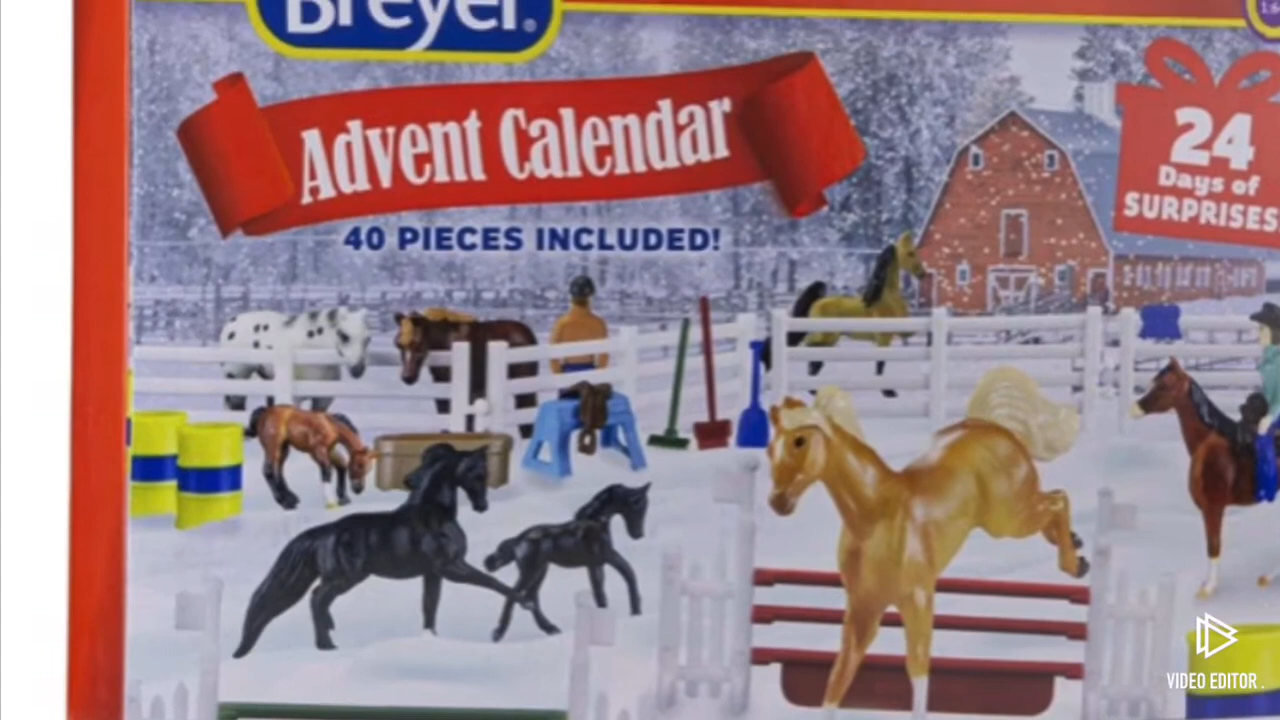 Breyer®
Advent Calendar
40 PIECES INCLUDED!
24
Days of
SURPRISES
VIDEO EDITOR